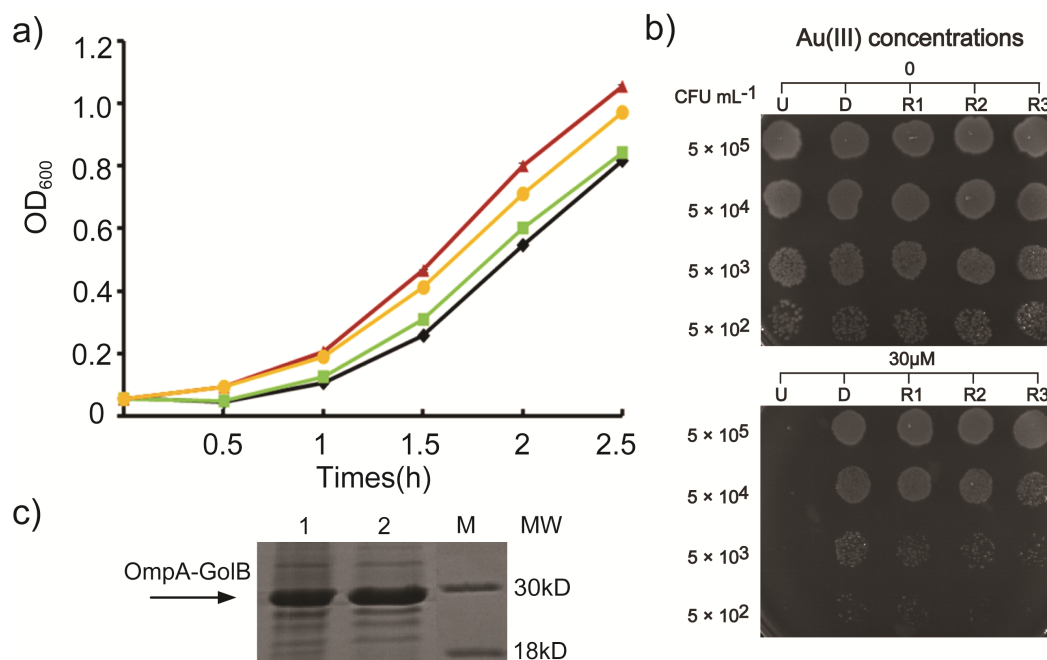 a)
1.2
1.0
0.8
0.6
0.4
0.2
0
OD600
0.5 1 1.5 2 2.5
Times(h)
b)
Au(III) concentrations
0
CFU mL-1
U D R1 R2 R3
5 × 10^5
5 × 10^4
5 × 10^3
5 × 10^2
30µM
U D R1 R2 R3
5 × 10^5
5 × 10^4
5 × 10^3
5 × 10^2
c)
1 2 M MW
OmpA-GolB
30kD
18kD